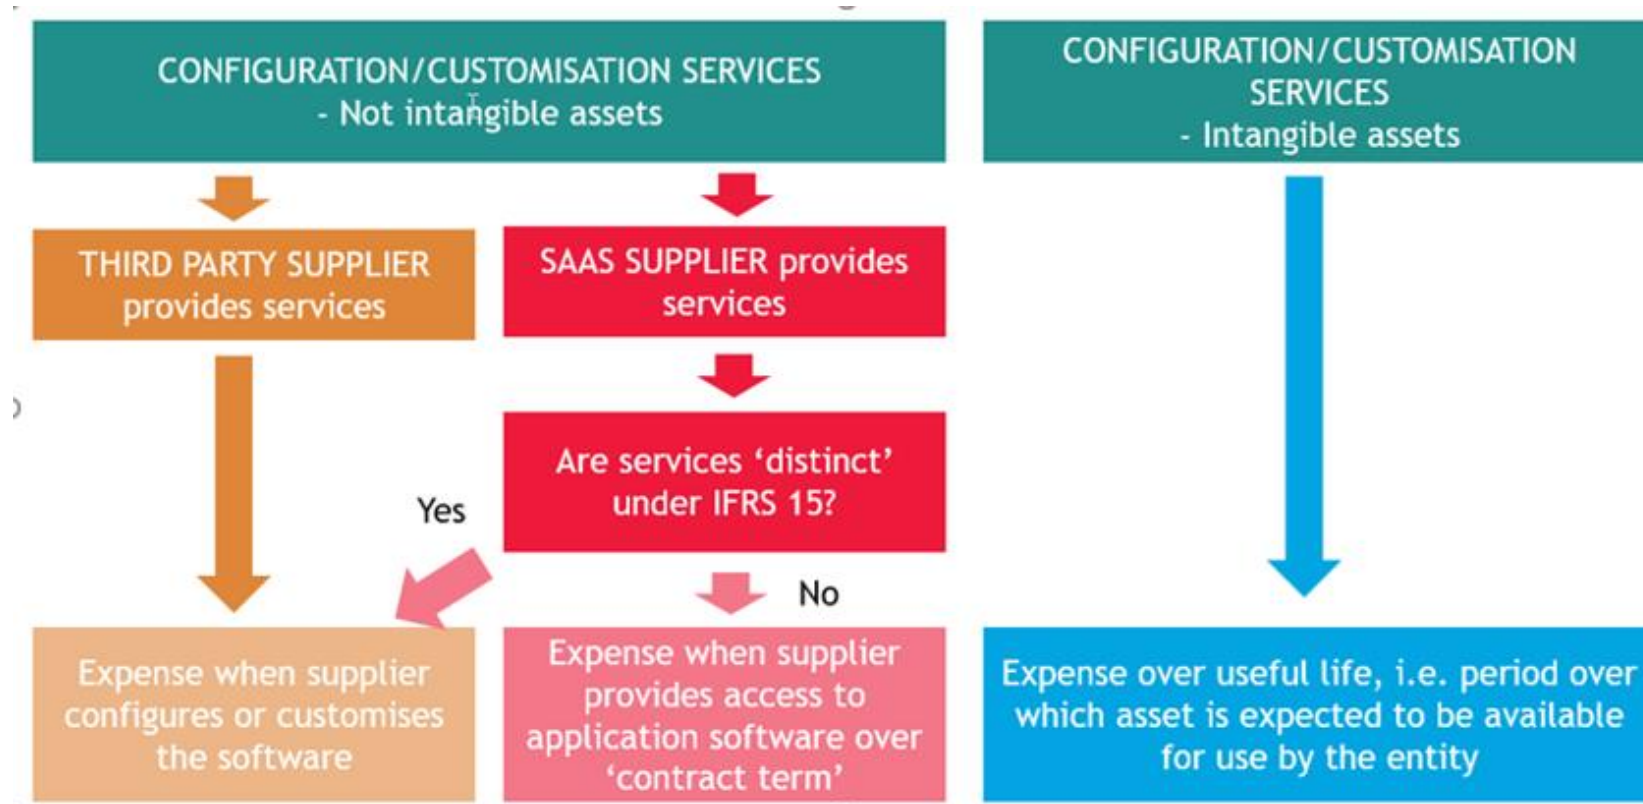 CONFIGURATION/CUSTOMISATION SERVICES
- Not intangible assets
CONFIGURATION/CUSTOMISATION
SERVICES
- Intangible assets
THIRD PARTY SUPPLIER
provides services
SAAS SUPPLIER provides
services
Are services ‘distinct’
under IFRS 15?
Yes
No
Expense when supplier
configures or customises
the software
Expense when supplier
provides access to
application software over
‘contract term’
Expense over useful life, i.e. period over
which asset is expected to be available
for use by the entity